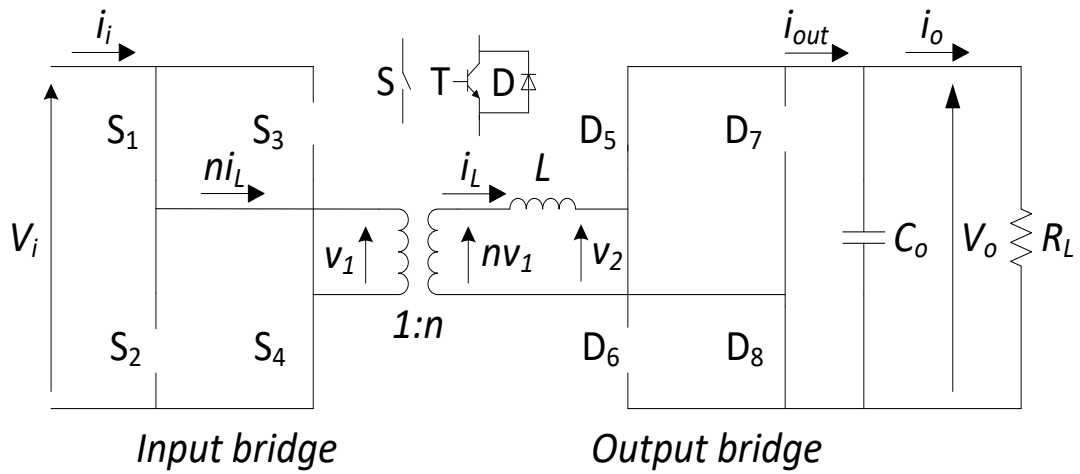 i_i
i_out
i_o
S T D
S_1
S_3
D_5
D_7
ni_L
i_L
L
V_i
v_1
nv_1
v_2
C_o
V_o
R_L
1:n
S_2
S_4
D_6
D_8
Input bridge
Output bridge